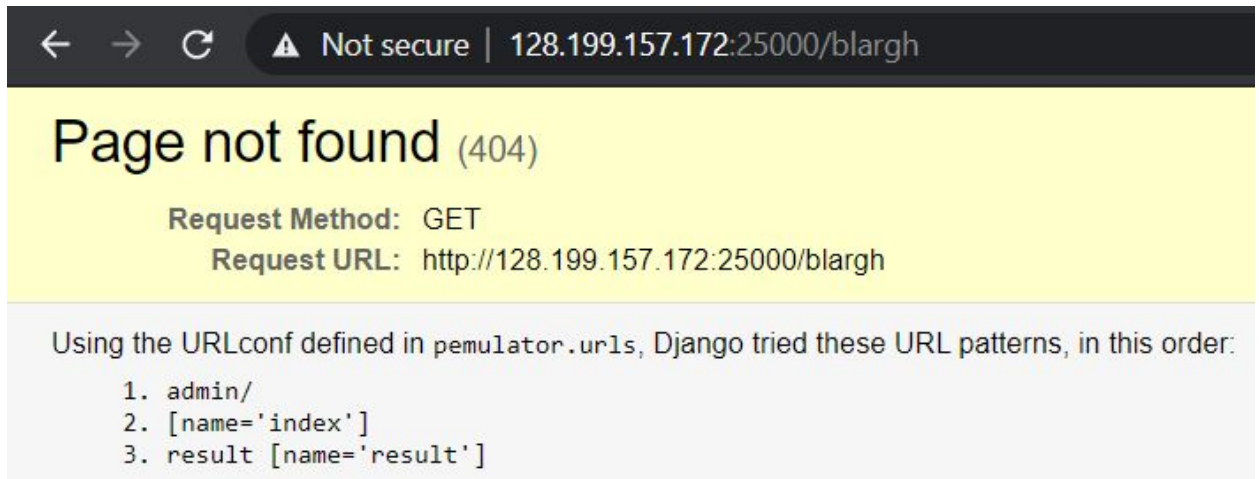 Not secure | 128.199.157.172:25000/blargh
Page not found (404)
Request Method: GET
Request URL: http://128.199.157.172:25000/blargh
Using the URLconf defined in pemulator.urls, Django tried these URL patterns, in this order:
1. admin/
2. [name='index']
3. result [name='result']